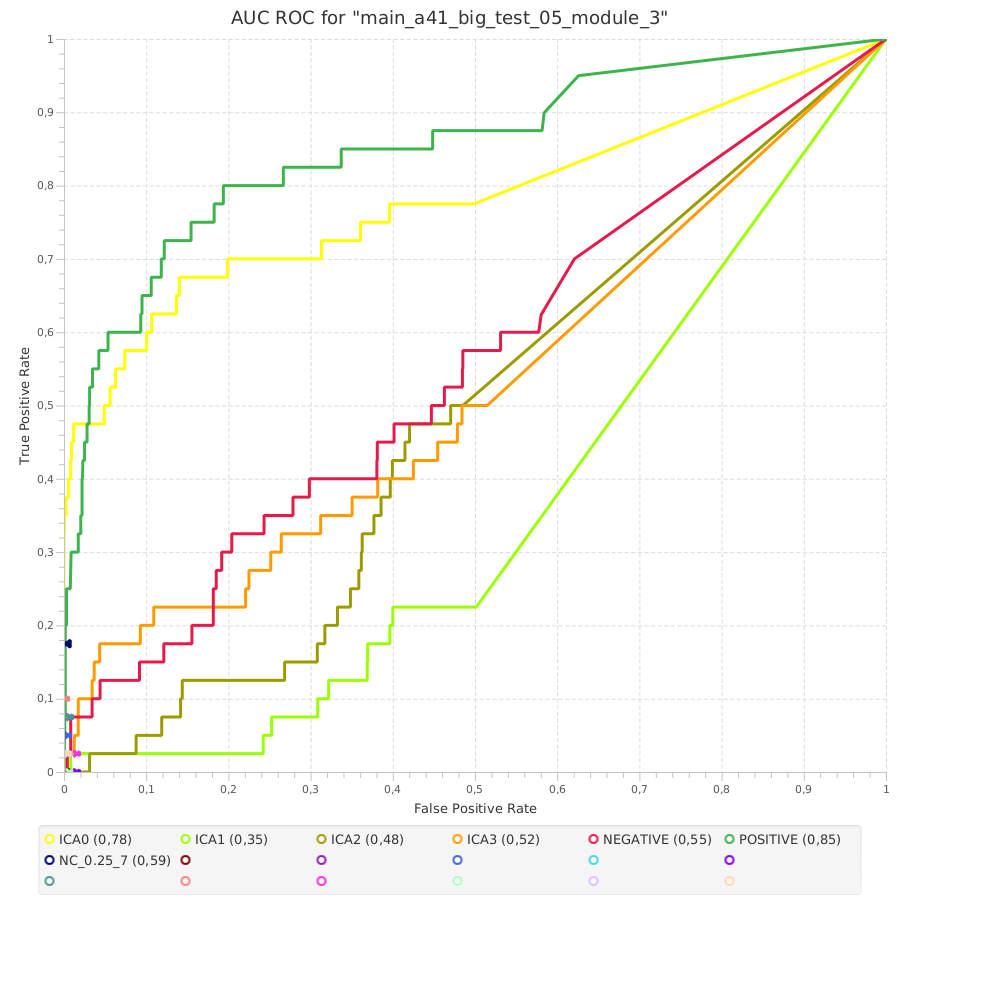 AUC ROC for "main_a41_big_test_05_module_3"
1
0,9
0,8
0,7
0,6
0,5
0,4
0,3
0,2
0,1
0
True Positive Rate
0 0,1 0,2 0,3 0,4 0,5 0,6 0,7 0,8 0,9 1
False Positive Rate
ICA0 (0,78) ICA1 (0,35) ICA2 (0,48) ICA3 (0,52) NEGATIVE (0,55) POSITIVE (0,85)
NC_0.25_7 (0,59)